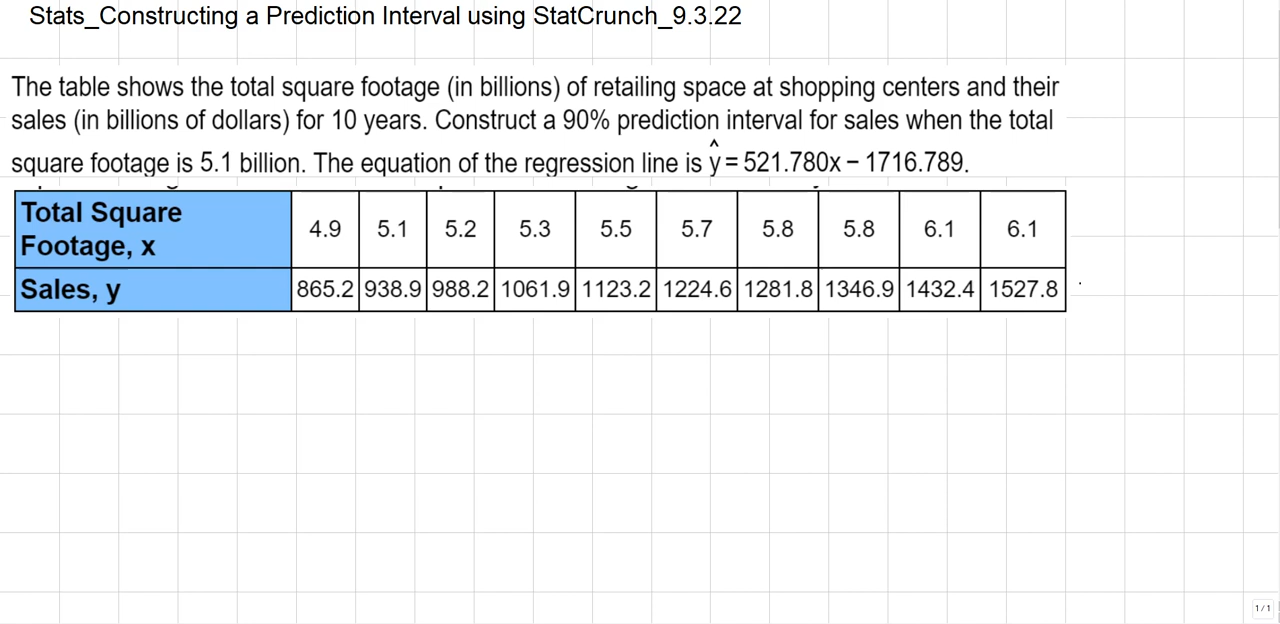 Stats_Constructing a Prediction Interval using StatCrunch_9.3.22
The table shows the total square footage (in billions) of retailing space at shopping centers and their
sales (in billions of dollars) for 10 years. Construct a 90% prediction interval for sales when the total
square footage is 5.1 billion. The equation of the regression line is ŷ = 521.780x − 1716.789.
Total Square Footage, x 4.9 5.1 5.2 5.3 5.5 5.7 5.8 5.8 6.1 6.1
Sales, y 865.2 938.9 988.2 1061.9 1123.2 1224.6 1281.8 1346.9 1432.4 1527.8
1/1